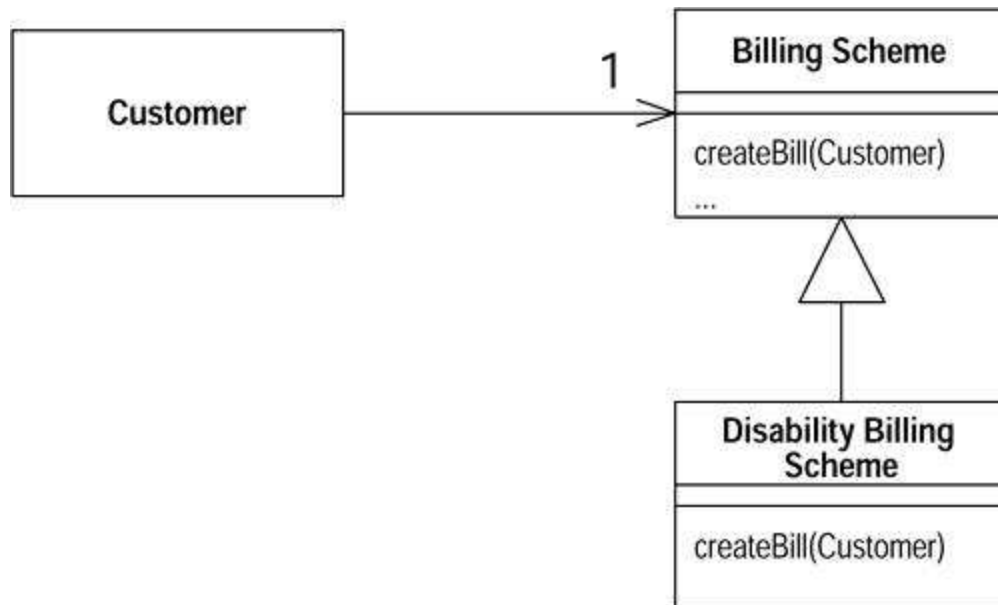 Customer
1
Billing Scheme
createBill(Customer)
...
Disability Billing
Scheme
createBill(Customer)